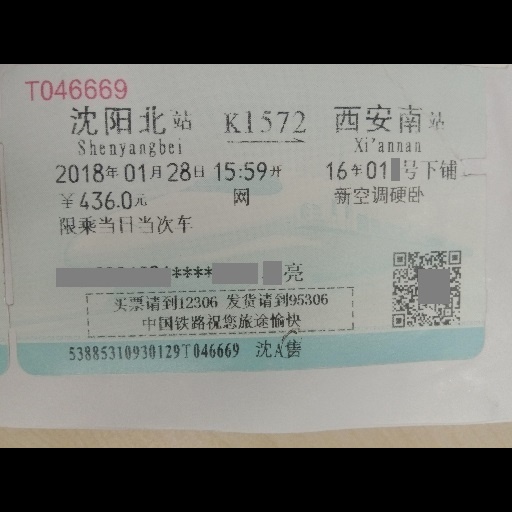 T046669
沈阳北站 K1572 西安南站
Shenyangbei Xi'annan
2018年01月28日 15:59开 16车01号下铺
￥436.0元 网 新空调硬卧
限乘当日当次车
**** 亮
买票请到12306 发货请到95306
中国铁路祝您旅途愉快
53885310930129T046669 沈A售